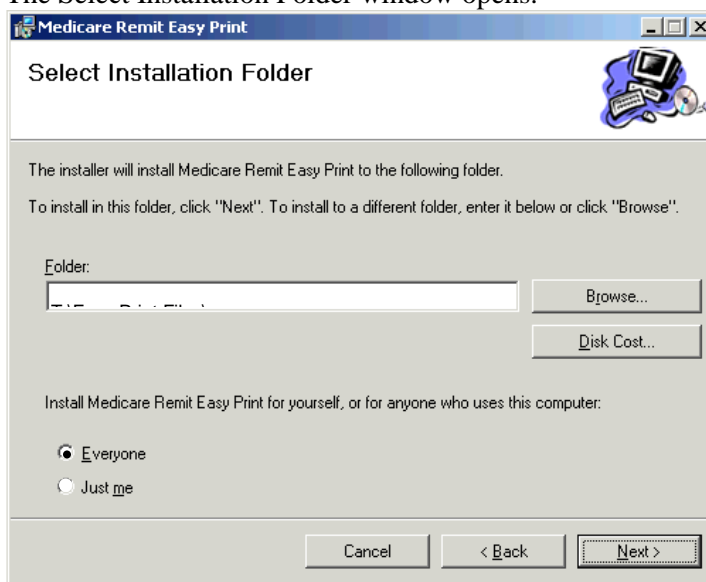 The Select Installation Folder window opens.
Medicare Remit Easy Print
Select Installation Folder
The installer will install Medicare Remit Easy Print to the following folder.
To install in this folder, click "Next". To install to a different folder, enter it below or click "Browse".
Folder:
Browse...
Disk Cost...
Install Medicare Remit Easy Print for yourself, or for anyone who uses this computer:
Everyone
Just me
Cancel
< Back
Next >